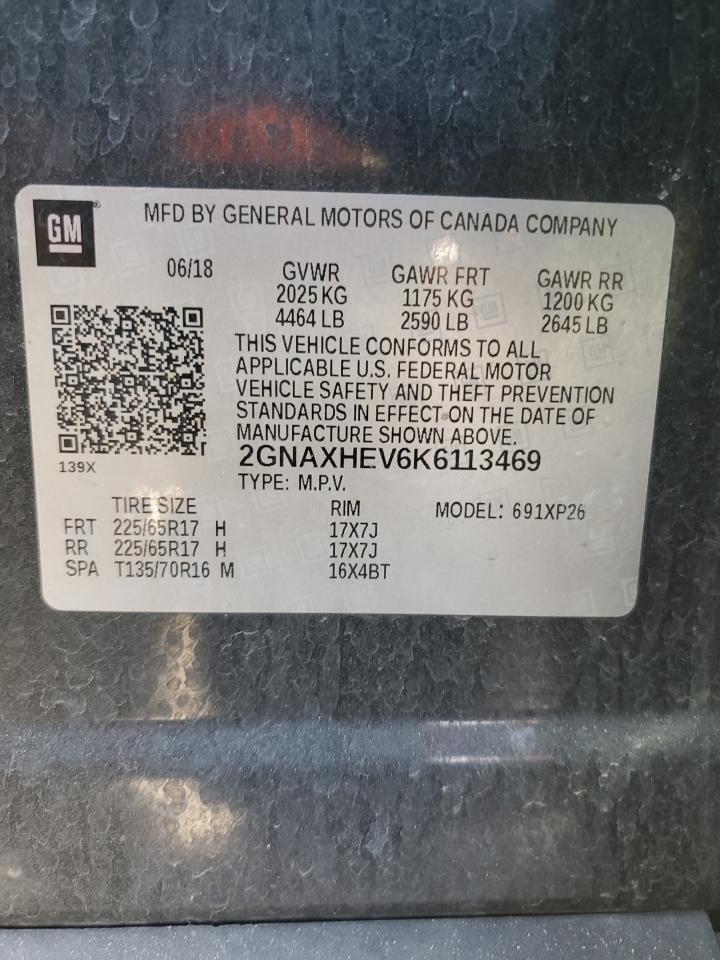 GM
MFD BY GENERAL MOTORS OF CANADA COMPANY
06/18 GVWR GAWR FRT GAWR RR
2025 KG 1175 KG 1200 KG
4464 LB 2590 LB 2645 LB
THIS VEHICLE CONFORMS TO ALL
APPLICABLE U.S. FEDERAL MOTOR
VEHICLE SAFETY AND THEFT PREVENTION
STANDARDS IN EFFECT ON THE DATE OF
MANUFACTURE SHOWN ABOVE.
139X
2GNAXHEV6K6113469
TYPE: M.P.V.
TIRE SIZE RIM MODEL: 691XP26
FRT 225/65R17 H 17X7J
RR 225/65R17 H 17X7J
SPA T135/70R16 M 16X4BT